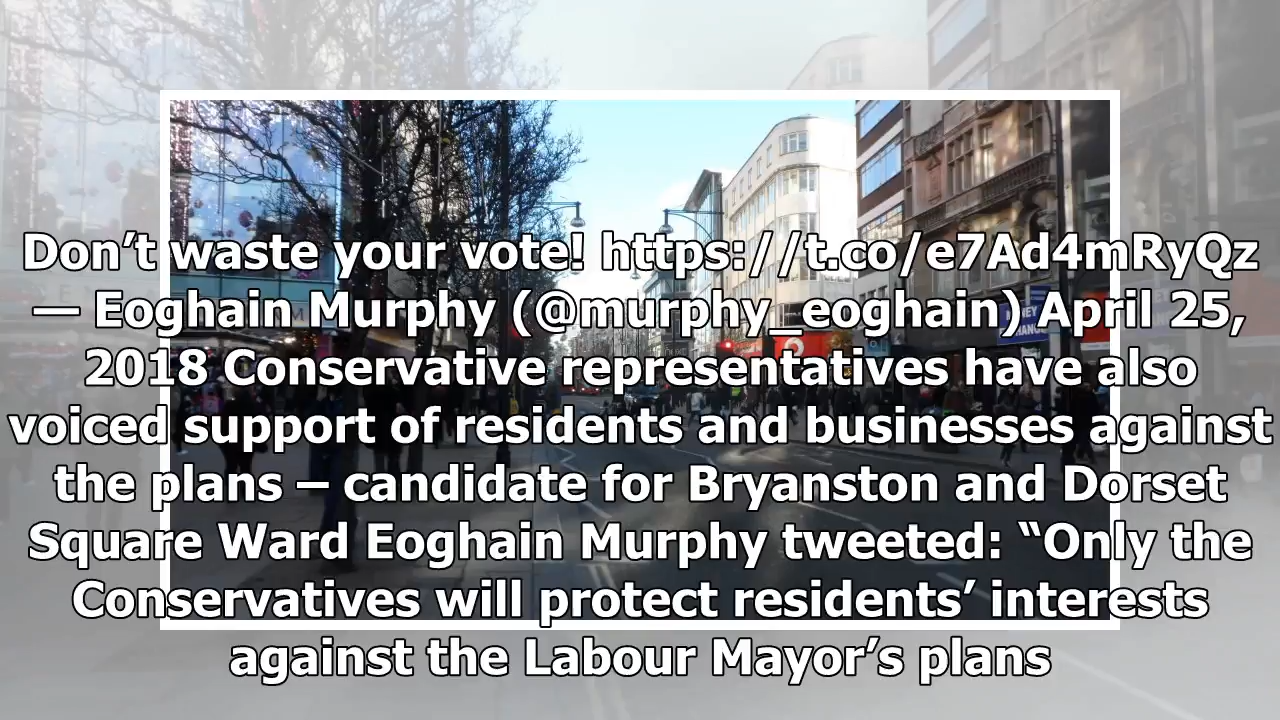 Don’t waste your vote! https://t.co/e7Ad4mRyQz
— Eoghain Murphy (@murphy_eoghain) April 25,
2018 Conservative representatives have also
voiced support of residents and businesses against
the plans – candidate for Bryanston and Dorset
Square Ward Eoghain Murphy tweeted: “Only the
Conservatives will protect residents’ interests
against the Labour Mayor’s plans